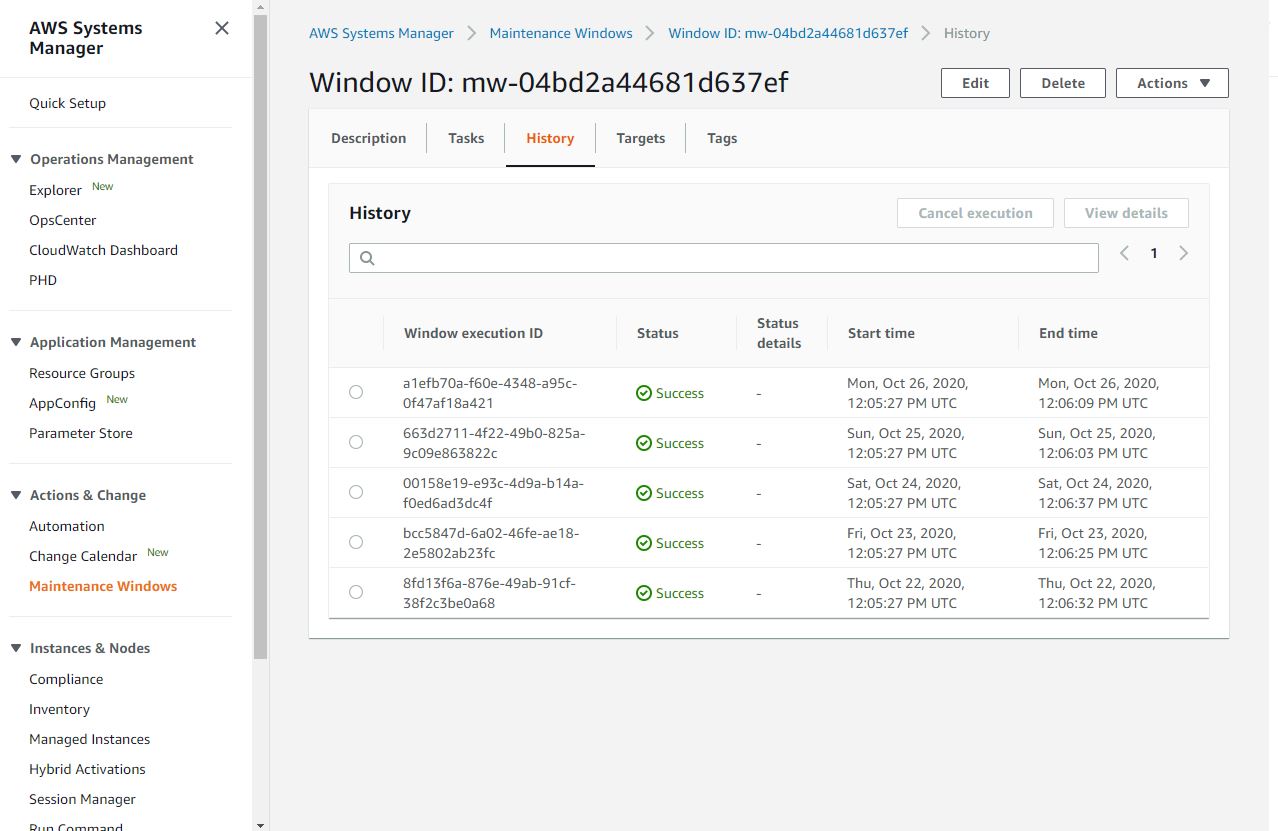 AWS Systems
Manager
Quick Setup
Operations Management
Explorer New
OpsCenter
CloudWatch Dashboard
PHD
Application Management
Resource Groups
AppConfig New
Parameter Store
Actions & Change
Automation
Change Calendar New
Maintenance Windows
Instances & Nodes
Compliance
Inventory
Managed Instances
Hybrid Activations
Session Manager
Run Command
AWS Systems Manager Maintenance Windows Window ID: mw-04bd2a44681d637ef History
Window ID: mw-04bd2a44681d637ef
Edit Delete Actions
Description Tasks History Targets Tags
History
Cancel execution View details
1
Window execution ID Status Status details Start time End time
a1efb70a-f60e-4348-a95c- Success - Mon, Oct 26, 2020, Mon, Oct 26, 2020,
0f47af18a421 12:05:27 PM UTC 12:06:09 PM UTC
663d2711-4f22-49b0-825a- Success - Sun, Oct 25, 2020, Sun, Oct 25, 2020,
9c09e863822c 12:05:27 PM UTC 12:06:03 PM UTC
00158e19-e93c-4d9a-b14a- Success - Sat, Oct 24, 2020, Sat, Oct 24, 2020,
f0ed6ad3dc4f 12:05:27 PM UTC 12:06:37 PM UTC
bcc5847d-6a02-46fe-ae18- Success - Fri, Oct 23, 2020, Fri, Oct 23, 2020,
2e5802ab23fc 12:05:27 PM UTC 12:06:25 PM UTC
8fd13f6a-876e-49ab-91cf- Success - Thu, Oct 22, 2020, Thu, Oct 22, 2020,
38f2c3be0a68 12:05:27 PM UTC 12:06:32 PM UTC